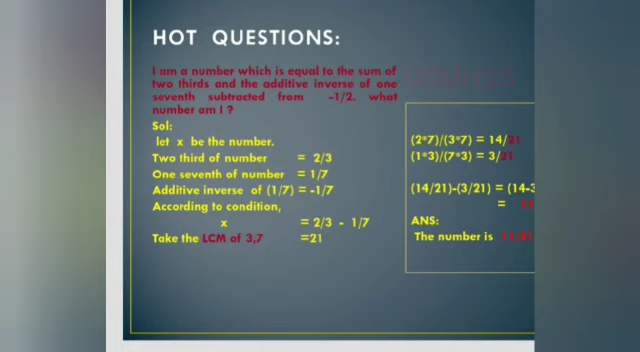 HOT QUESTIONS:
I am a number which is equal to the sum of
two thirds and the additive inverse of one
seventh subtracted from -1/2. what
number am I ?
Sol:
let x be the number.
Two third of number = 2/3
One seventh of number = 1/7
Additive inverse of (1/7) = -1/7
According to condition,
x = 2/3 - 1/7
Take the LCM of 3,7 =21
(2*7)/(3*7) = 14/21
(1*3)/(7*3) = 3/21
(14/21)-(3/21) = (14-3
= 11
ANS:
The number is 11/21